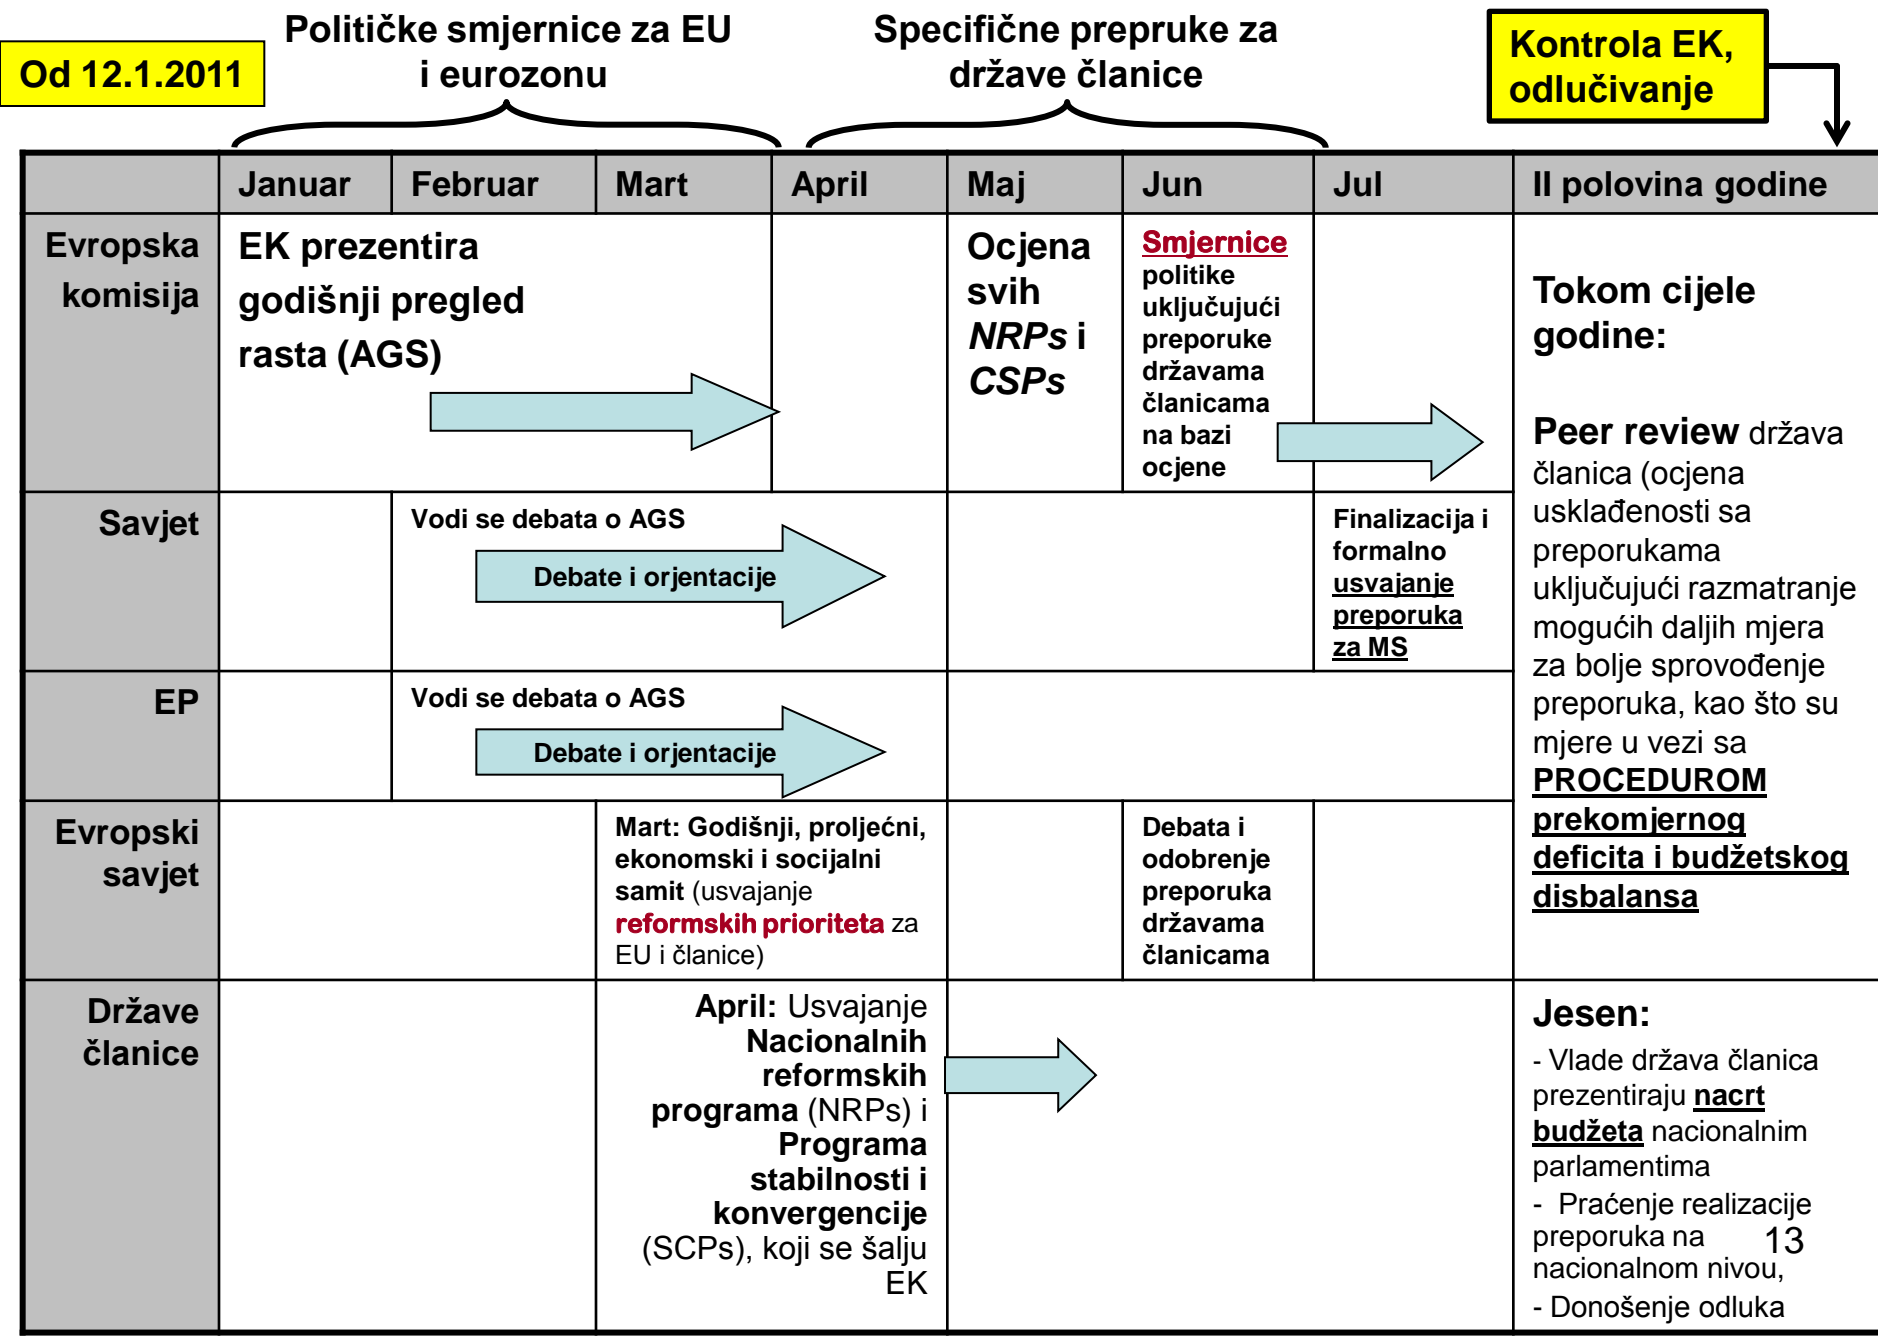 Od 12.1.2011
Političke smjernice za EU
i eurozonu
Specifične prepruke za
države članice
Kontrola EK,
odlučivanje
Januar
Februar
Mart
April
Maj
Jun
Jul
II polovina godine
Evropska
komisija
EK prezentira
godišnji pregled
rasta (AGS)
Ocjena
svih
NRPs i
CSPs
Smjernice
politike
uključujući
preporuke
državama
članicama
na bazi
ocjene
Tokom cijele
godine:
Peer review država
članica (ocjena
usklađenosti sa
preporukama
uključujući razmatranje
mogućih daljih mjera
za bolje sprovođenje
preporuka, kao što su
mjere u vezi sa
PROCEDUROM
prekomjernog
deficita i budžetskog
disbalansa
Savjet
Vodi se debata o AGS
Debate i orjentacije
Finalizacija i
formalno
usvajanje
preporuka
za MS
EP
Vodi se debata o AGS
Debate i orjentacije
Evropski
savjet
Mart: Godišnji, proljećni,
ekonomski i socijalni
samit (usvajanje
reformskih prioriteta za
EU i članice)
Debata i
odobrenje
preporuka
državama
članicama
Države
članice
April: Usvajanje
Nacionalnih
reformskih
programa (NRPs) i
Programa
stabilnosti i
konvergencije
(SCPs), koji se šalju
EK
Jesen:
- Vlade država članica
prezentiraju nacrt
budžeta nacionalnim
parlamentima
- Praćenje realizacije
preporuka na
nacionalnom nivou,
- Donošenje odluka
13